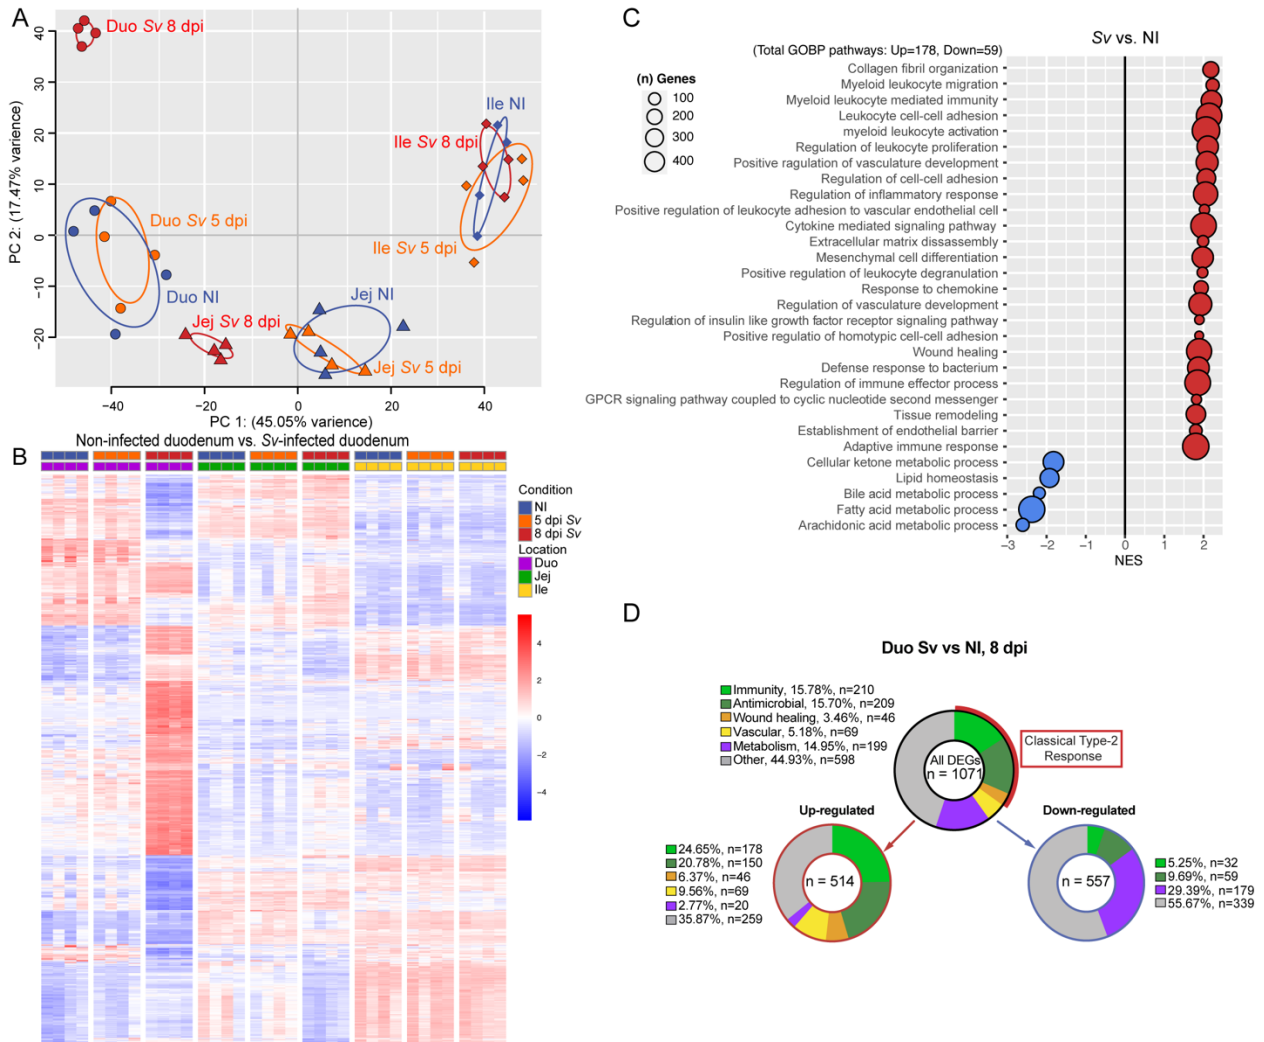 A
Duo Sv 8 dpi
Ile NI
Ile Sv 8 dpi
Duo Sv 5 dpi
Ile Sv 5 dpi
Duo NI
Jej NI
Jej Sv 8 dpi
Jej Sv 5 dpi
40
30
20
10
0
−10
−20
PC 2: (17.47% varience)
−40
−20
0
20
40
PC 1: (45.05% varience)
B
Non-infected duodenum vs. Sv-infected duodenum
Condition
NI
5 dpi Sv
8 dpi Sv
Location
Duo
Jej
Ile
4
2
0
−2
−4
C
Sv vs. NI
(Total GOBP pathways: Up=178, Down=59)
(n) Genes
100
200
300
400
Collagen fibril organization
Myeloid leukocyte migration
Myeloid leukocyte mediated immunity
Leukocyte cell-cell adhesion
myeloid leukocyte activation
Regulation of leukocyte proliferation
Positive ragulation of vasculature development
Regulation of cell-cell adhesion
Regulation of inflammatory response
Positive regulation of leukocyte adhesion to vascular endothelial cell
Cytokine mediated signaling pathway
Extracellular matrix dissassembly
Mesenchymal cell differentiation
Positive regulation of leukocyte degranulation
Response to chemokine
Regulation of vasculature development
Regulation of insulin like growth factor receptor signaling pathway
Positive regulatio of homotypic cell-cell adhesion
Wound healing
Defense response to bacterium
Regulation of immune effector process
GPCR signaling pathway coupled to cyclic nucleotide second messenger
Tissue remodeling
Establishment of endothelial barrier
Adaptive immune response
Cellular ketone metabolic process
Lipid homeostasis
Bile acid metabolic process
Fatty acid metabolic process
Arachidonic acid metabolic process
−3
−2
−1
0
1
2
NES
D
Duo Sv vs NI, 8 dpi
Immunity, 15.78%, n=210
Antimicrobial, 15.70%, n=209
Wound healing, 3.46%, n=46
Vascular, 5.18%, n=69
Metabolism, 14.95%, n=199
Other, 44.93%, n=598
All DEGs
n = 1071
Classical Type-2
Response
Up-regulated
24.65%, n=178
20.78%, n=150
6.37%, n=46
9.56%, n=69
2.77%, n=20
35.87%, n=259
n = 514
Down-regulated
n = 557
5.25%, n=32
9.69%, n=59
29.39%, n=179
55.67%, n=339